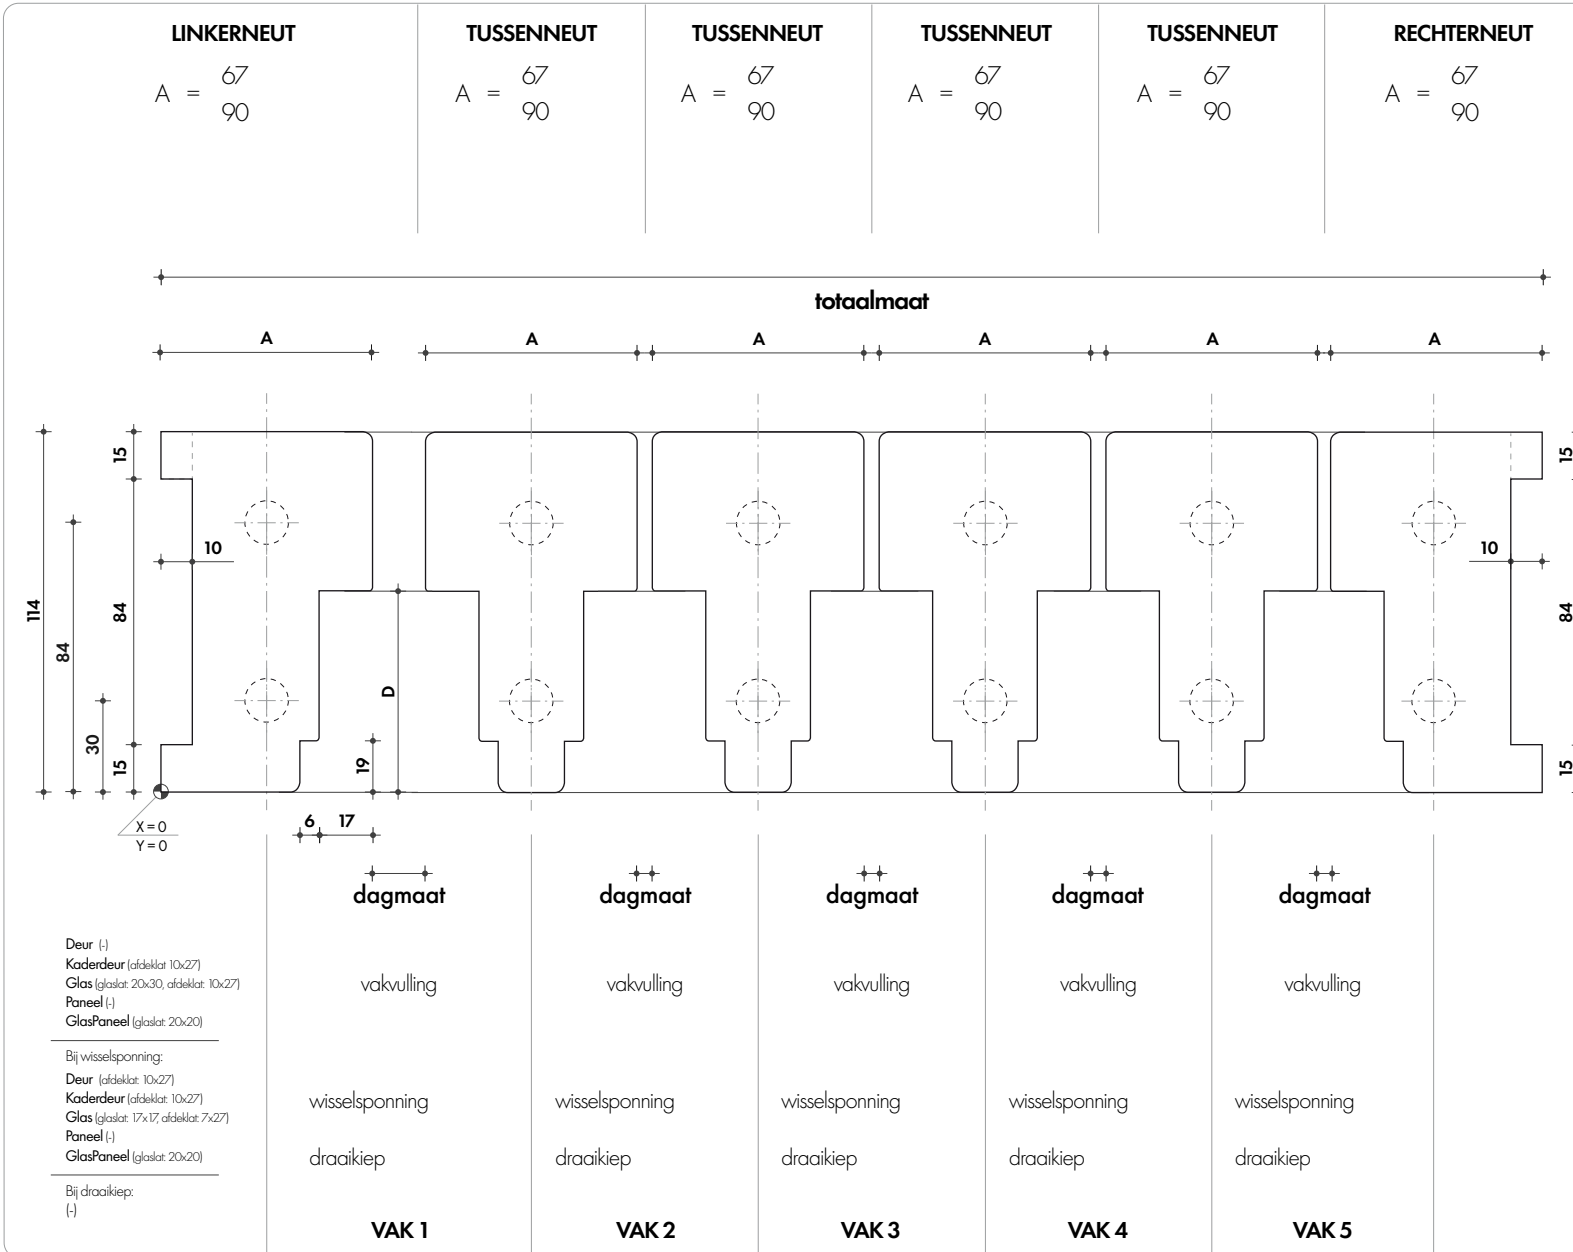 LINKERNEUT TUSSENNEUT TUSSENNEUT TUSSENNEUT TUSSENNEUT RECHTERNEUT
67 67 67 67 67 67
A = A = A = A = A = A =
90 90 90 90 90 90
totaalmaat
A A A A A A
15 15
10 10
114 84 84 84
D
30 15 19 15
6 17
X = 0
Y = 0
dagmaat dagmaat dagmaat dagmaat dagmaat
Deur (-)
Kaderdeur (afdeklat 10x27)
Glas (glaslat: 20x30, afdeklat: 10x27)
Paneel (-)
GlasPaneel (glaslat: 20x20)
vakvulling vakvulling vakvulling vakvulling vakvulling
Bij wisselsponning:
Deur (afdeklat: 10x27)
Kaderdeur (afdeklat: 10x27)
Glas (glaslat: 17x17, afdeklat: 7x27)
Paneel (-)
GlasPaneel (glaslat: 20x20)
wisselsponning wisselsponning wisselsponning wisselsponning wisselsponning
draaikiep draaikiep draaikiep draaikiep draaikiep
Bij draaikiep:
(-)
VAK 1 VAK 2 VAK 3 VAK 4 VAK 5